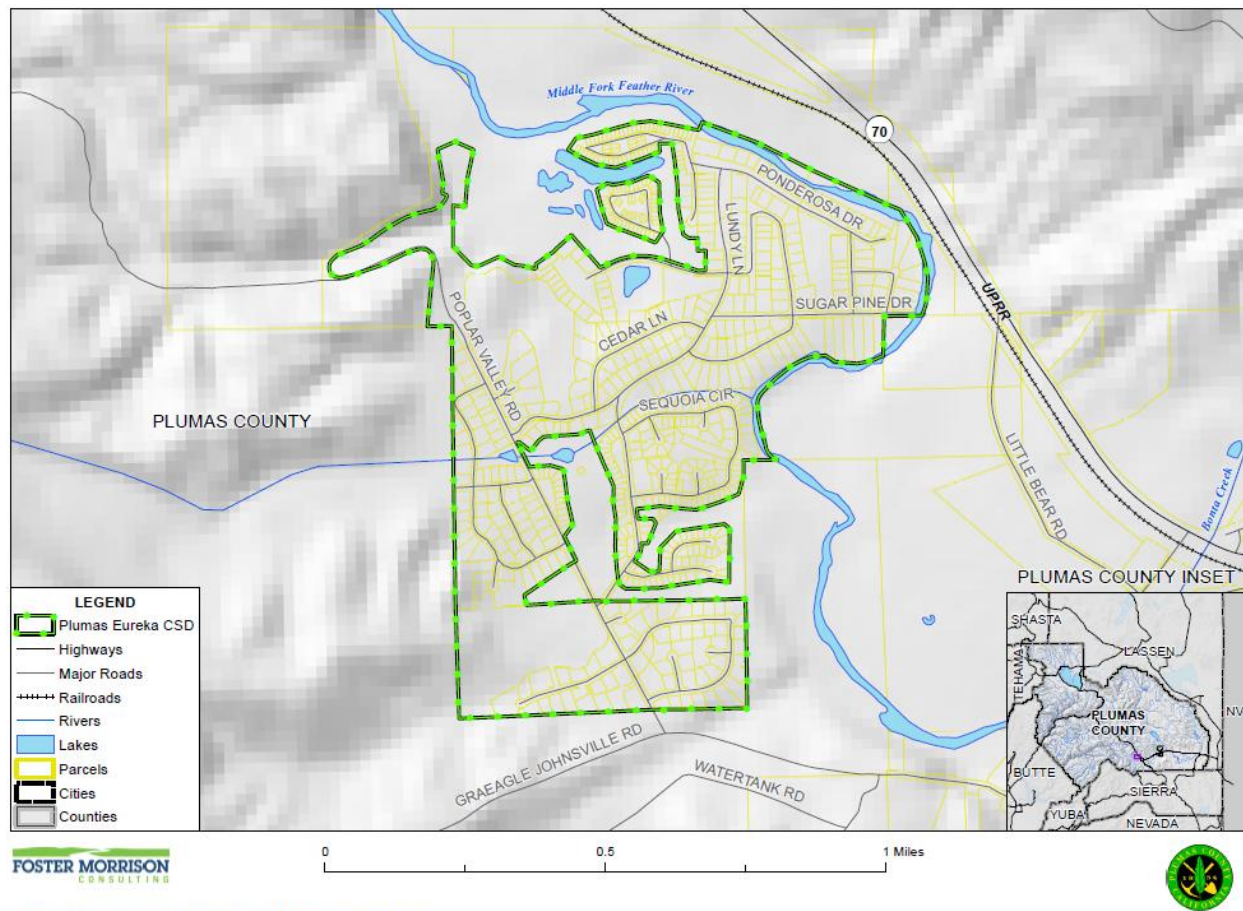 Middle Fork Feather River
70
PONDEROSA DR
LUNDY LN
SUGAR PINE DR
UPRR
POPLAR VALLEY RD
CEDAR LN
SEQUOIA CIR
PLUMAS COUNTY
LITTLE BEAR RD
Bonta Creek
GRAEAGLE JOHNSVILLE RD
WATERTANK RD
LEGEND
Plumas Eureka CSD
Highways
Major Roads
Railroads
Rivers
Lakes
Parcels
Cities
Counties
PLUMAS COUNTY INSET
SHASTA
LASSEN
TEHAMA
PLUMAS
COUNTY
NV
BUTTE
SIERRA
YUBA
NEVADA
FOSTER MORRISON
CONSULTING
0
0.5
1 Miles
PLUMAS COUNTY
CALIFORNIA